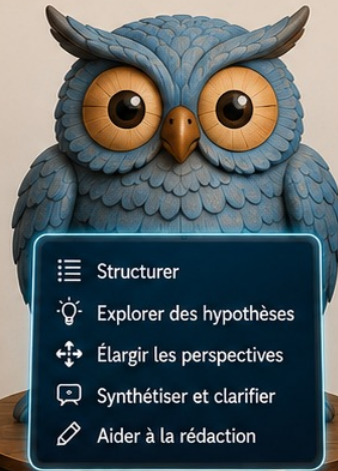 Structurer
Explorer des hypothèses
Élargir les perspectives
Synthétiser et clarifier
Aider à la rédaction